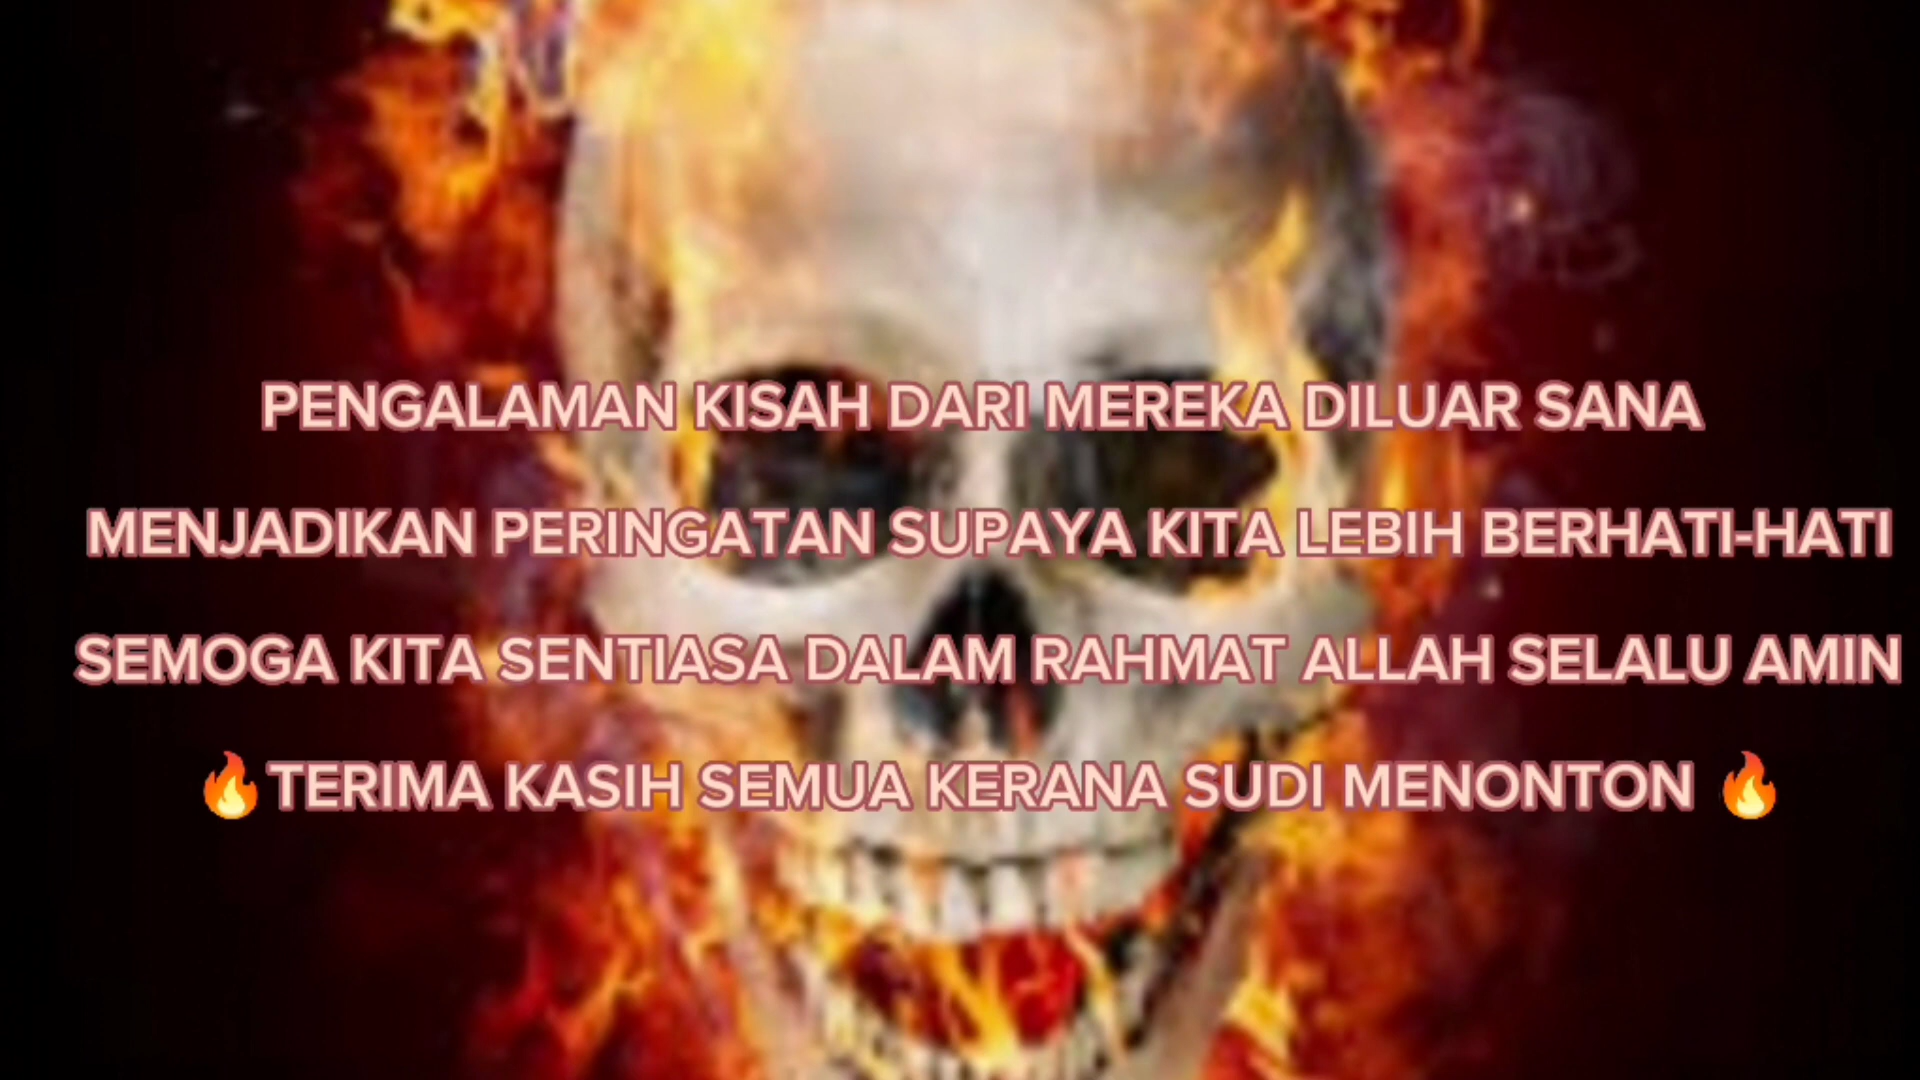 PENGALAMAN KISAH DARI MEREKA DILUAR SANA
MENJADIKAN PERINGATAN SUPAYA KITA LEBIH BERHATI-HATI
SEMOGA KITA SENTIASA DALAM RAHMAT ALLAH SELALU AMIN
🔥TERIMA KASIH SEMUA KERANA SUDI MENONTON 🔥